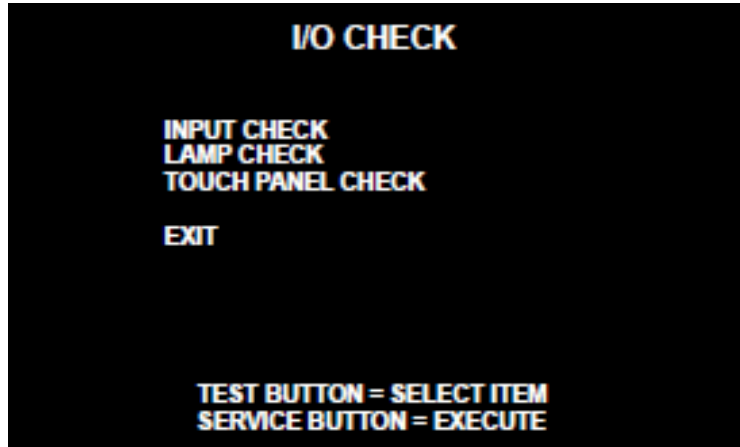 I/O CHECK
INPUT CHECK
LAMP CHECK
TOUCH PANEL CHECK
EXIT
TEST BUTTON = SELECT ITEM
SERVICE BUTTON = EXECUTE